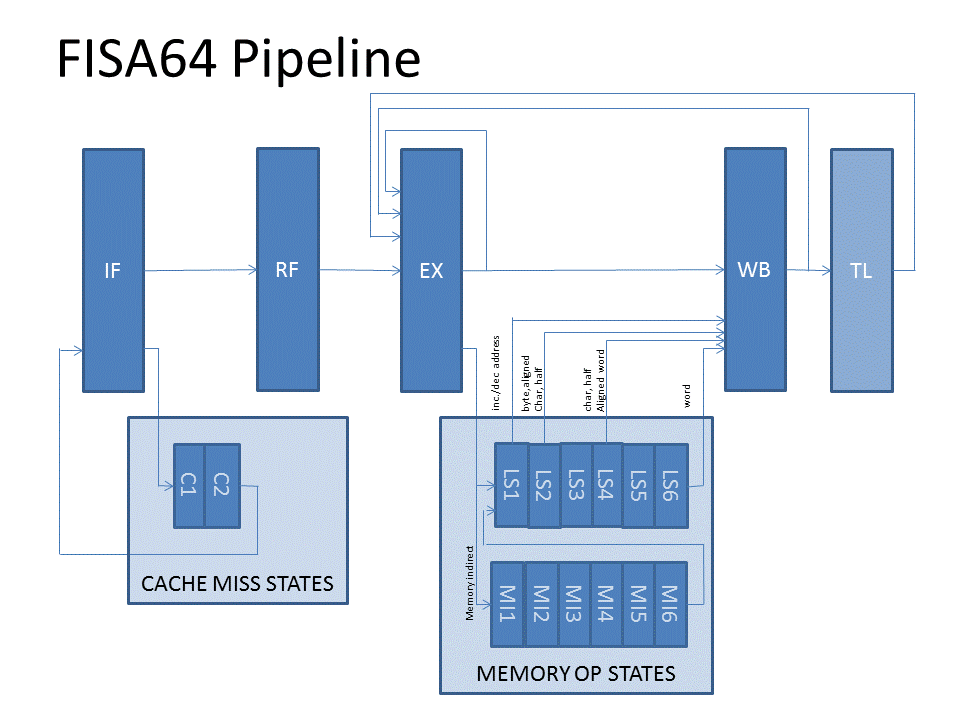 FISA64 Pipeline
IF
RF
EX
WB
TL
inc./dec address
byte,aligned
Char, half
char, half
Aligned word
word
C1
C2
CACHE MISS STATES
LS1
LS2
LS3
LS4
LS5
LS6
Memory indirect
MI1
MI2
MI3
MI4
MI5
MI6
MEMORY OP STATES